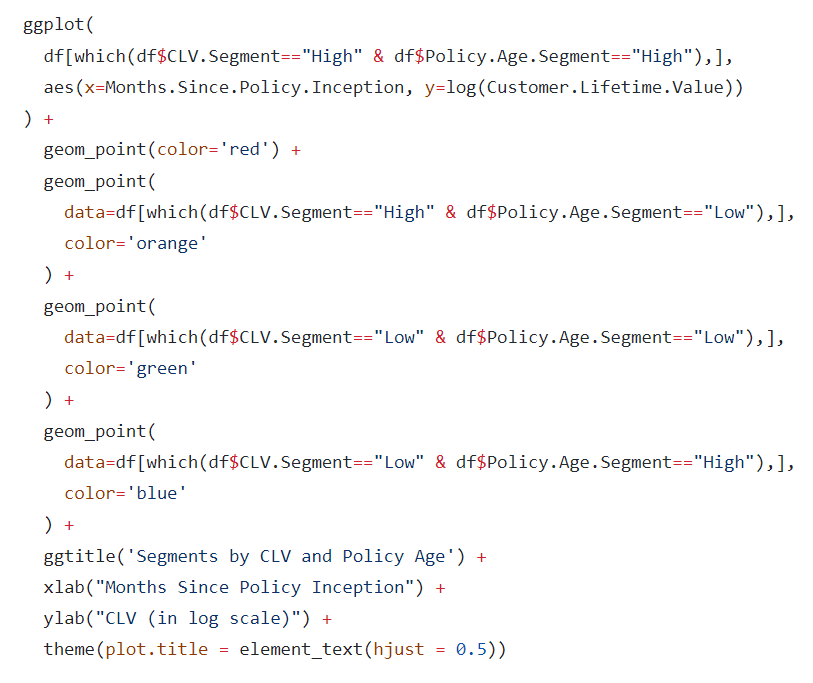 ggplot(
  df[which(df$CLV.Segment=="High" & df$Policy.Age.Segment=="High"),],
  aes(x=Months.Since.Policy.Inception, y=log(Customer.Lifetime.Value))
) +
  geom_point(color='red') +
  geom_point(
    data=df[which(df$CLV.Segment=="High" & df$Policy.Age.Segment=="Low"),],
    color='orange'
  ) +
  geom_point(
    data=df[which(df$CLV.Segment=="Low" & df$Policy.Age.Segment=="Low"),],
    color='green'
  ) +
  geom_point(
    data=df[which(df$CLV.Segment=="Low" & df$Policy.Age.Segment=="High"),],
    color='blue'
  ) +
  ggtitle('Segments by CLV and Policy Age') +
  xlab("Months Since Policy Inception") +
  ylab("CLV (in log scale)") +
  theme(plot.title = element_text(hjust = 0.5))